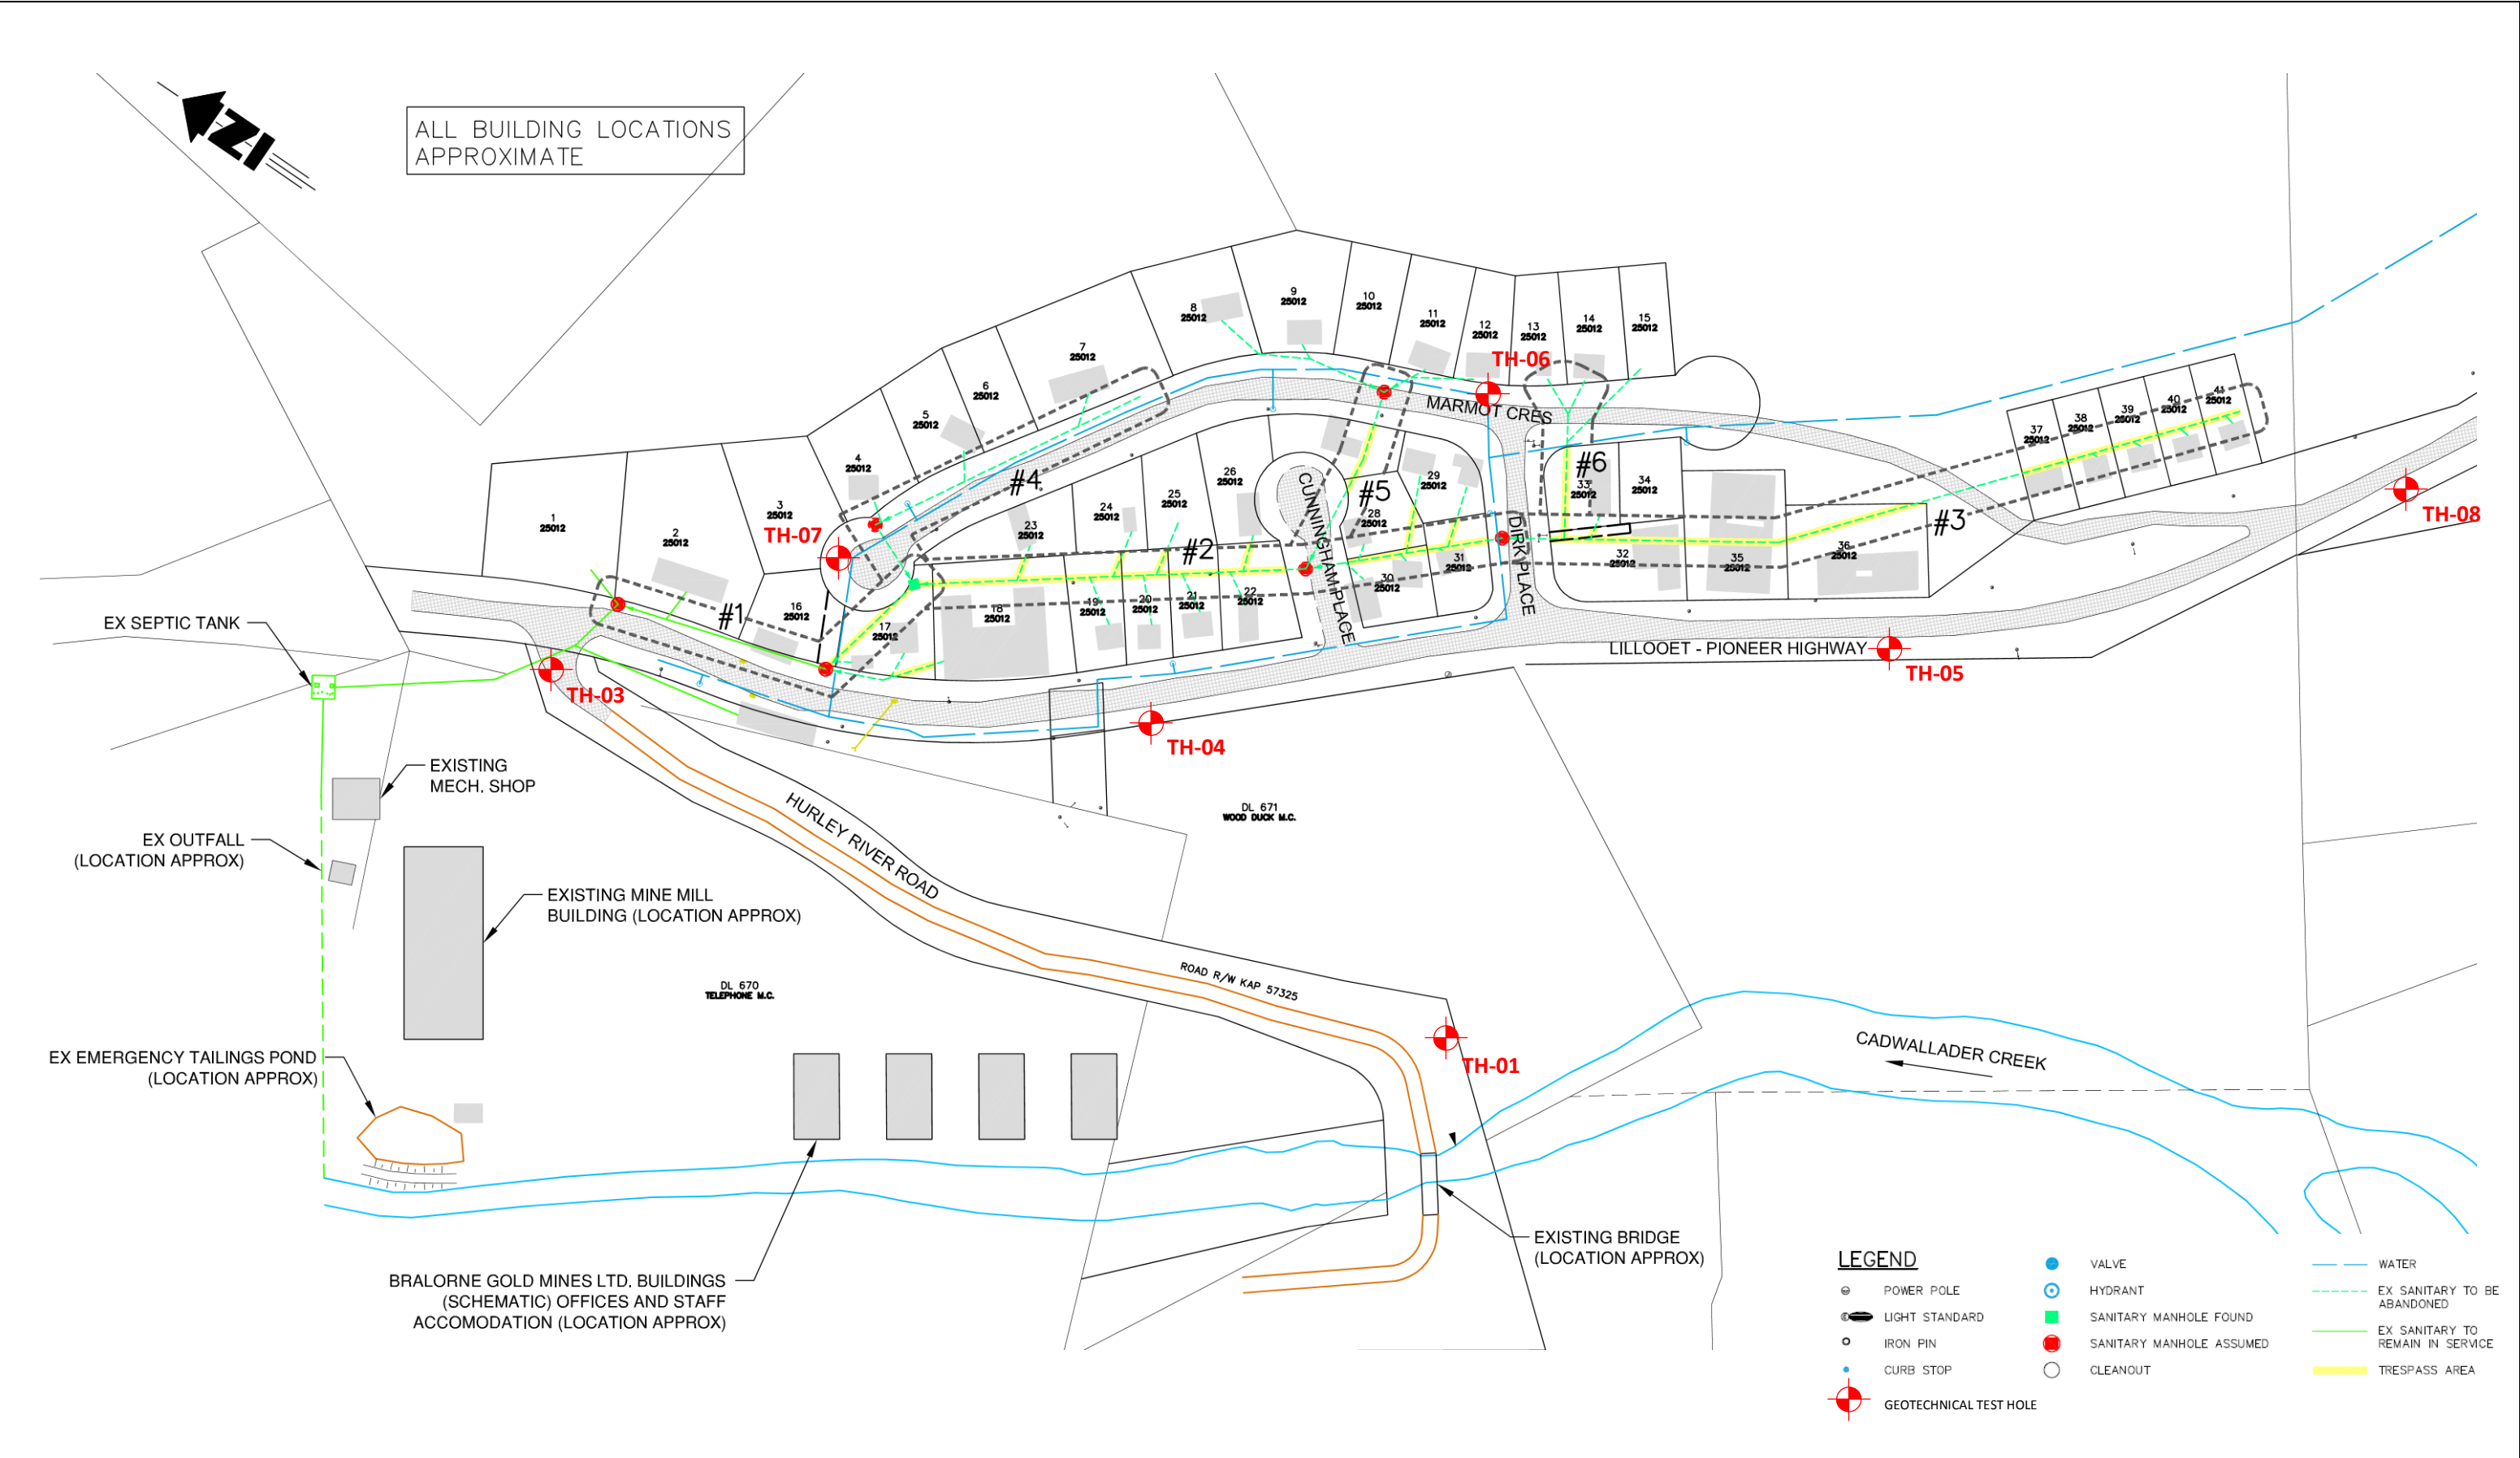 N
ALL BUILDING LOCATIONS
APPROXIMATE
1
25012
2
25012
3
25012
4
25012
5
25012
6
25012
7
25012
8
25012
9
25012
10
25012
11
25012
12
25012
13
25012
14
25012
15
25012
16
25012
17
25012
18
25012
19
25012
20
25012
21
25012
22
25012
23
25012
24
25012
25
25012
26
25012
28
25012
29
25012
30
25012
31
25012
32
25012
33
25012
34
25012
35
25012
36
25012
37
25012
38
25012
39
25012
40
25012
41
25012
#1
#2
#3
#4
#5
#6
TH-06
TH-07
TH-08
TH-03
TH-04
TH-05
TH-01
MARMOT CRES
CUNNINGHAM PLACE
DIRK PLACE
LILLOOET - PIONEER HIGHWAY
HURLEY RIVER ROAD
ROAD R/W KAP 57325
CADWALLADER CREEK
DL 671
WOOD DUCK M.C.
DL 670
TELEPHONE M.C.
EX SEPTIC TANK
EXISTING
MECH. SHOP
EX OUTFALL
(LOCATION APPROX)
EXISTING MINE MILL
BUILDING (LOCATION APPROX)
EX EMERGENCY TAILINGS POND
(LOCATION APPROX)
BRALORNE GOLD MINES LTD. BUILDINGS
(SCHEMATIC) OFFICES AND STAFF
ACCOMODATION (LOCATION APPROX)
EXISTING BRIDGE
(LOCATION APPROX)
LEGEND
POWER POLE
LIGHT STANDARD
IRON PIN
CURB STOP
GEOTECHNICAL TEST HOLE
VALVE
HYDRANT
SANITARY MANHOLE FOUND
SANITARY MANHOLE ASSUMED
CLEANOUT
WATER
EX SANITARY TO BE
ABANDONED
EX SANITARY TO
REMAIN IN SERVICE
TRESPASS AREA